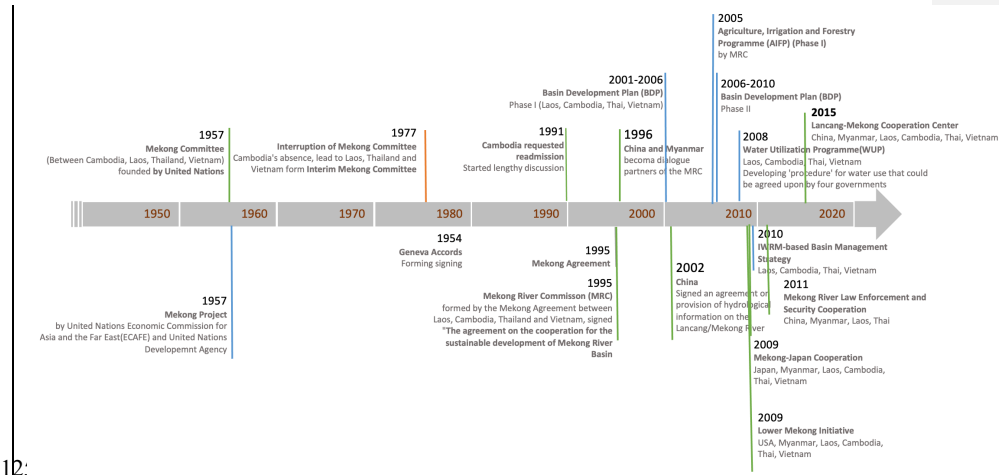 2005
Agriculture, Irrigation and Forestry
Programme (AIFP) (Phase I)
by MRC
2001-2006
Basin Development Plan (BDP)
Phase I (Laos, Cambodia, Thai, Vietnam)
2006-2010
Basin Development Plan (BDP)
Phase II
1957
Mekong Committee
(Between Cambodia, Laos, Thailand, Vietnam)
founded by United Nations
1977
Interruption of Mekong Committee
Cambodia's absence, lead to Laos, Thailand and
Vietnam form Interim Mekong Committee
1991
Cambodia requested
readmission
Started lengthy discussion
1996
China and Myanmar
becoma dialogue
partners of the MRC
2008
Water Utilization Programme(WUP)
Laos, Cambodia, Thai, Vietnam
Developing 'procedure' for water use that could
be agreed upon by four governments
2015
Lancang-Mekong Cooperation Center
China, Myanmar, Laos, Cambodia, Thai, Vietnam
1950
1960
1970
1980
1990
2000
2010
2020
1957
Mekong Project
by United Nations Economic Commission for
Asia and the Far East(ECAFE) and United Nations
Developemnt Agency
1954
Geneva Accords
Forming signing
1995
Mekong Agreement
1995
Mekong River Commisson (MRC)
formed by the Mekong Agreement between
Laos, Cambodia, Thailand and Vietnam, signed
"The agreement on the cooperation for the
sustainable development of Mekong River
Basin
2002
China
Signed an agreement on
provision of hydrological
information on the
Lancang/Mekong River
2010
IWRM-based Basin Management
Strategy
Laos, Cambodia, Thai, Vietnam
2011
Mekong River Law Enforcement and
Security Cooperation
China, Myanmar, Laos, Thai
2009
Mekong-Japan Cooperation
Japan, Myanmar, Laos, Cambodia,
Thai, Vietnam
2009
Lower Mekong Initiative
USA, Myanmar, Laos, Cambodia,
Thai, Vietnam